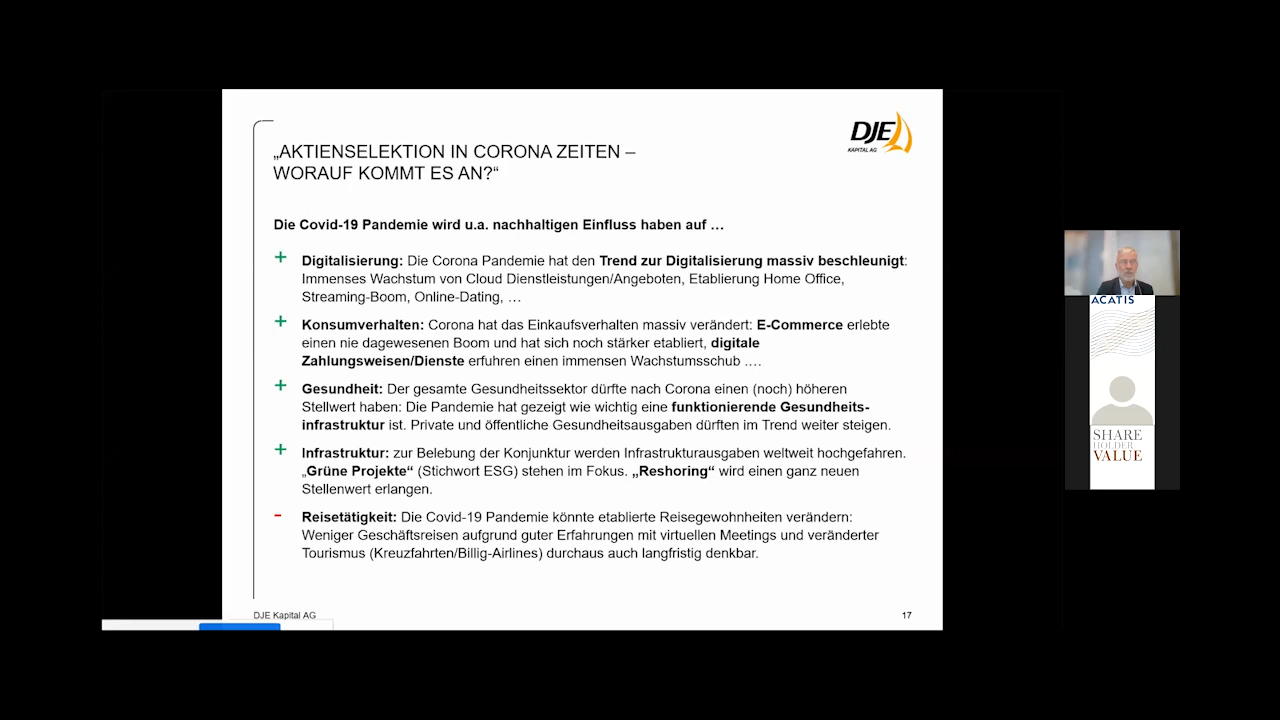 „AKTIENSELEKTION IN CORONA ZEITEN –
WORAUF KOMMT ES AN?“
DJE
KAPITAL AG
Die Covid-19 Pandemie wird u.a. nachhaltigen Einfluss haben auf …
+ Digitalisierung: Die Corona Pandemie hat den Trend zur Digitalisierung massiv beschleunigt:
Immenses Wachstum von Cloud Dienstleistungen/Angeboten, Etablierung Home Office,
Streaming-Boom, Online-Dating, …
+ Konsumverhalten: Corona hat das Einkaufsverhalten massiv verändert: E-Commerce erlebte
einen nie dagewesenen Boom und hat sich noch stärker etabliert, digitale
Zahlungsweisen/Dienste erfuhren einen immensen Wachstumsschub ….
+ Gesundheit: Der gesamte Gesundheitssektor dürfte nach Corona einen (noch) höheren
Stellwert haben: Die Pandemie hat gezeigt wie wichtig eine funktionierende Gesundheits-
infrastruktur ist. Private und öffentliche Gesundheitsausgaben dürften im Trend weiter steigen.
+ Infrastruktur: zur Belebung der Konjunktur werden Infrastrukturausgaben weltweit hochgefahren.
„Grüne Projekte“ (Stichwort ESG) stehen im Fokus. „Reshoring“ wird einen ganz neuen
Stellenwert erlangen.
- Reisetätigkeit: Die Covid-19 Pandemie könnte etablierte Reisegewohnheiten verändern:
Weniger Geschäftsreisen aufgrund guter Erfahrungen mit virtuellen Meetings und veränderter
Tourismus (Kreuzfahrten/Billig-Airlines) durchaus auch langfristig denkbar.
DJE Kapital AG
17
ACATIS
SHARE
HOLDER
VALUE